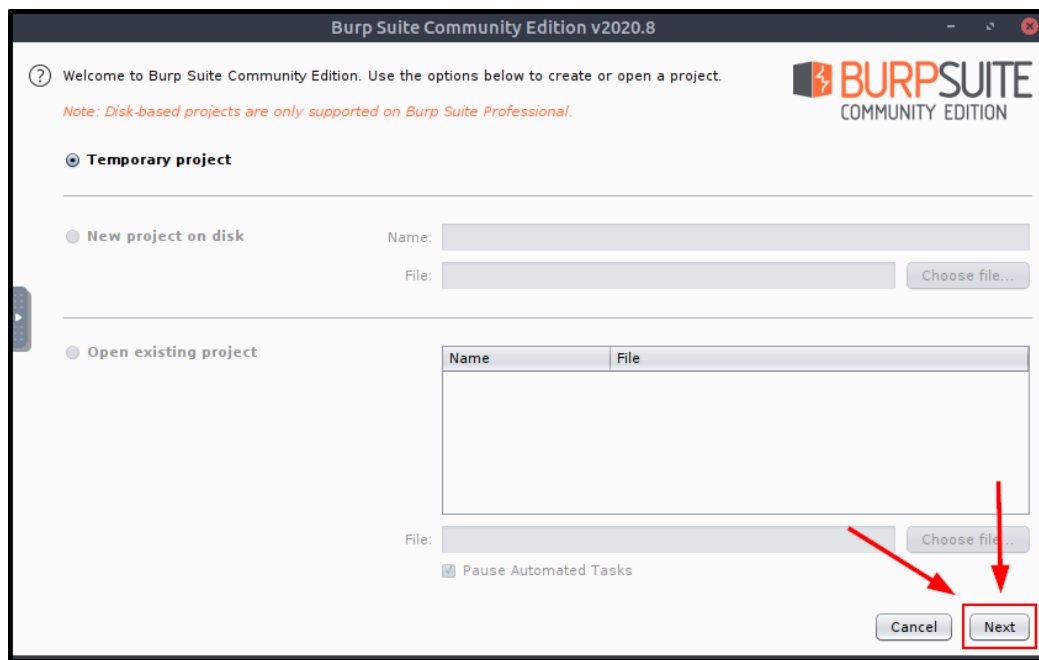 Burp Suite Community Edition v2020.8
? Welcome to Burp Suite Community Edition. Use the options below to create or open a project.
BURPSUITE
COMMUNITY EDITION
Note: Disk-based projects are only supported on Burp Suite Professional.
Temporary project
New project on disk Name:
File: Choose file...
Open existing project
Name File
File: Choose file...
Pause Automated Tasks
Cancel Next